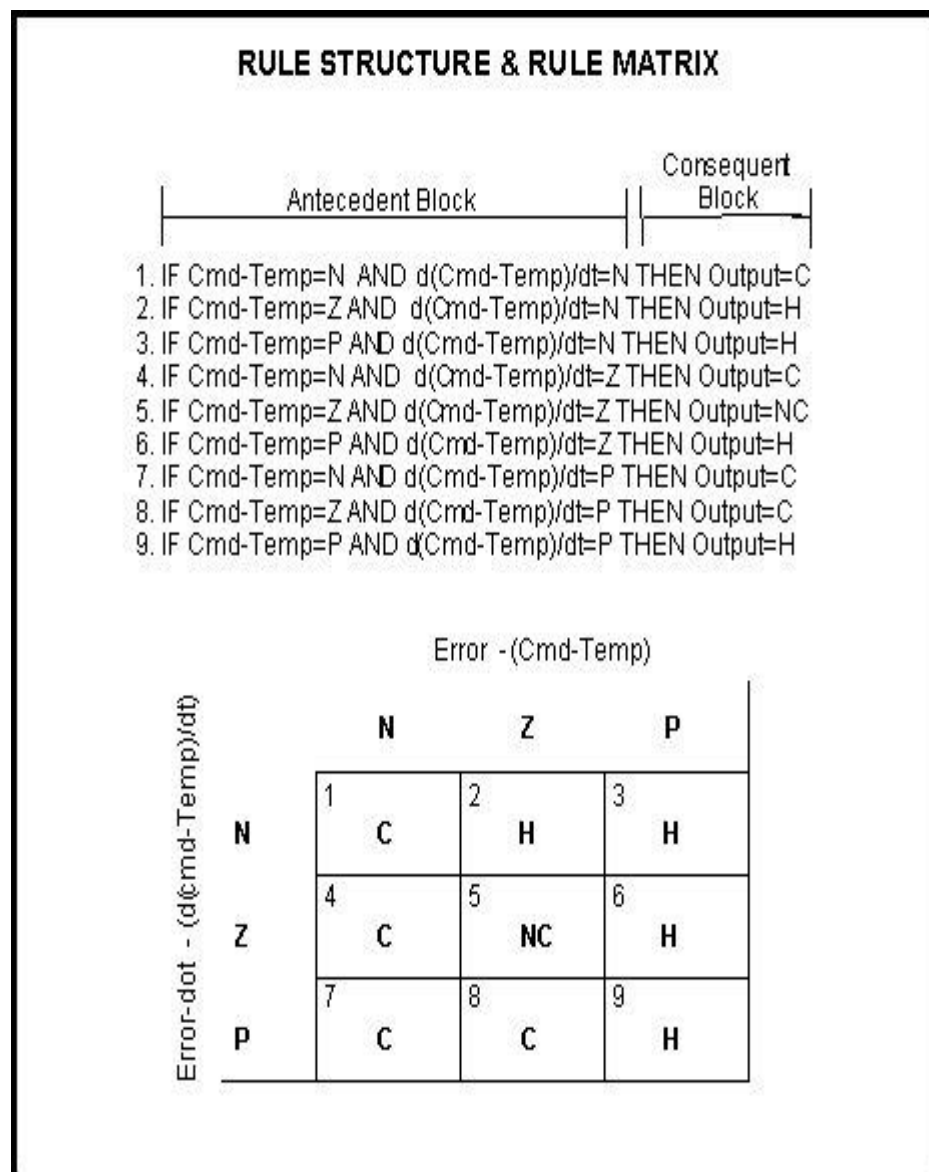 RULE STRUCTURE & RULE MATRIX
Antecedent Block
Consequent
Block
1. IF Cmd-Temp=N AND d(Cmd-Temp)/dt=N THEN Output=C
2. IF Cmd-Temp=Z AND d(Cmd-Temp)/dt=N THEN Output=H
3. IF Cmd-Temp=P AND d(Cmd-Temp)/dt=N THEN Output=H
4. IF Cmd-Temp=N AND d(Cmd-Temp)/dt=Z THEN Output=C
5. IF Cmd-Temp=Z AND d(Cmd-Temp)/dt=Z THEN Output=NC
6. IF Cmd-Temp=P AND d(Cmd-Temp)/dt=Z THEN Output=H
7. IF Cmd-Temp=N AND d(Cmd-Temp)/dt=P THEN Output=C
8. IF Cmd-Temp=Z AND d(Cmd-Temp)/dt=P THEN Output=C
9. IF Cmd-Temp=P AND d(Cmd-Temp)/dt=P THEN Output=H
Error - (Cmd-Temp)
Error-dot - (d(cmd-Temp)/dt)
N Z P
1 2 3
N C H H
4 5 6
Z C NC H
7 8 9
P C C H